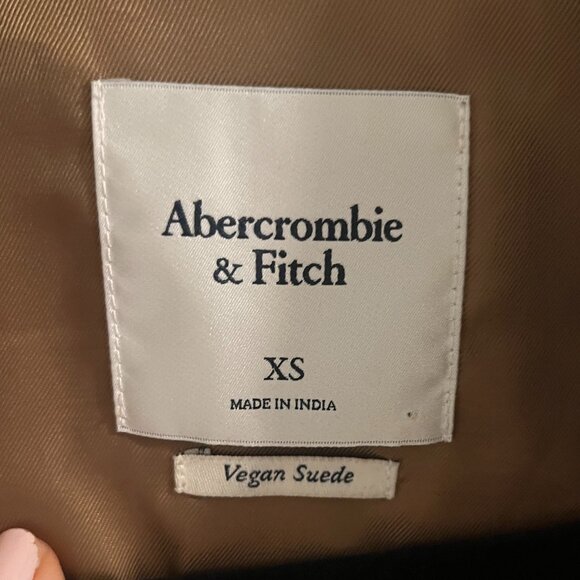 Abercrombie
& Fitch
XS
MADE IN INDIA
Vegan Suede